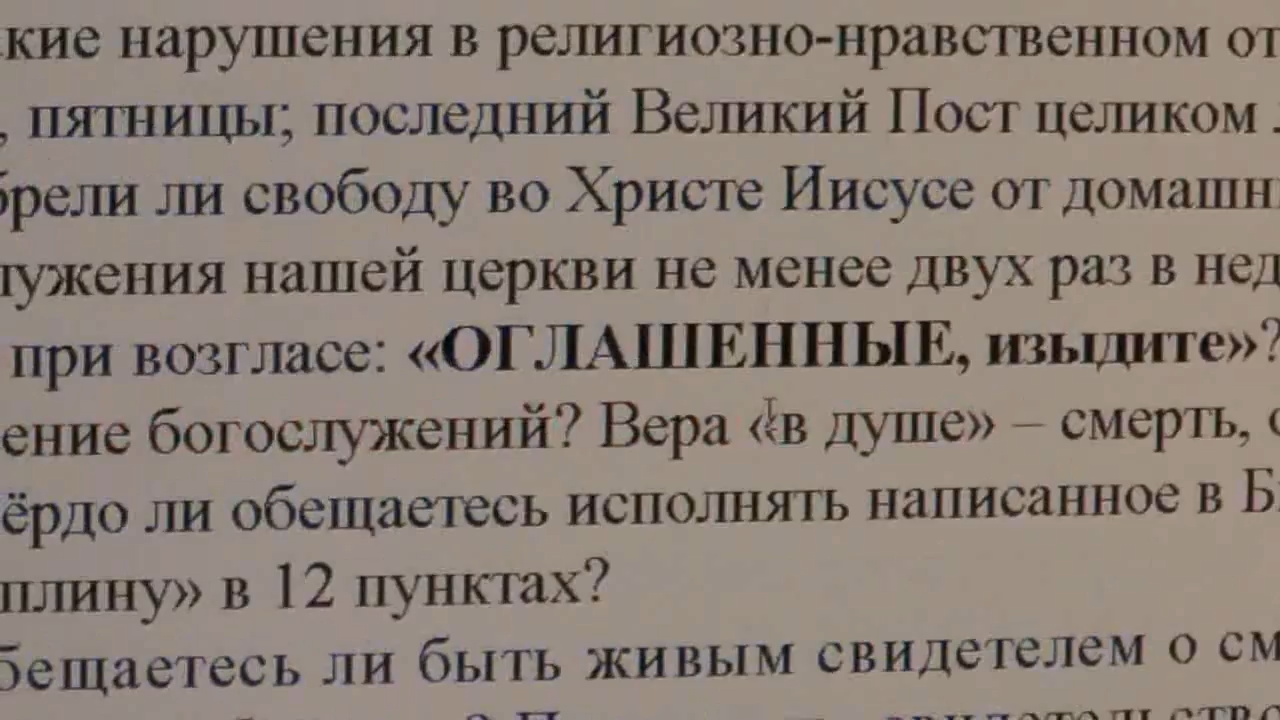 кие нарушения в религиозно-нравственном от
, пятницы; последний Великий Пост целиком
брели ли свободу во Христе Иисусе от домашн
лужения нашей церкви не менее двух раз в нед
при возгласе: «ОГЛАШЕННЫЕ, изыдите»?
ение богослужений? Вера «в душе» – смерть, с
ёрдо ли обещаетесь исполнять написанное в Б
плину» в 12 пунктах?
бещаетесь ли быть живым свидетелем о см